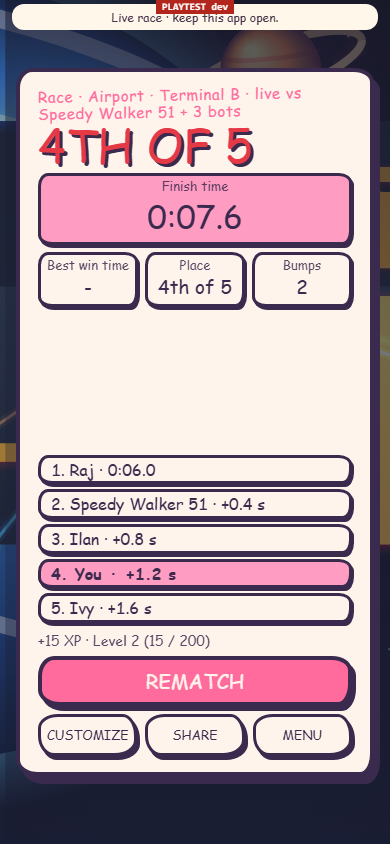 PLAYTEST dev
Live race · keep this app open.
Race · Airport · Terminal B · live vs
Speedy Walker 51 + 3 bots
4TH OF 5
Finish time
0:07.6
Best win time
-
Place
4th of 5
Bumps
2
1. Raj · 0:06.0
2. Speedy Walker 51 · +0.4 s
3. Ilan · +0.8 s
4. You · +1.2 s
5. Ivy · +1.6 s
+15 XP · Level 2 (15 / 200)
REMATCH
CUSTOMIZE
SHARE
MENU